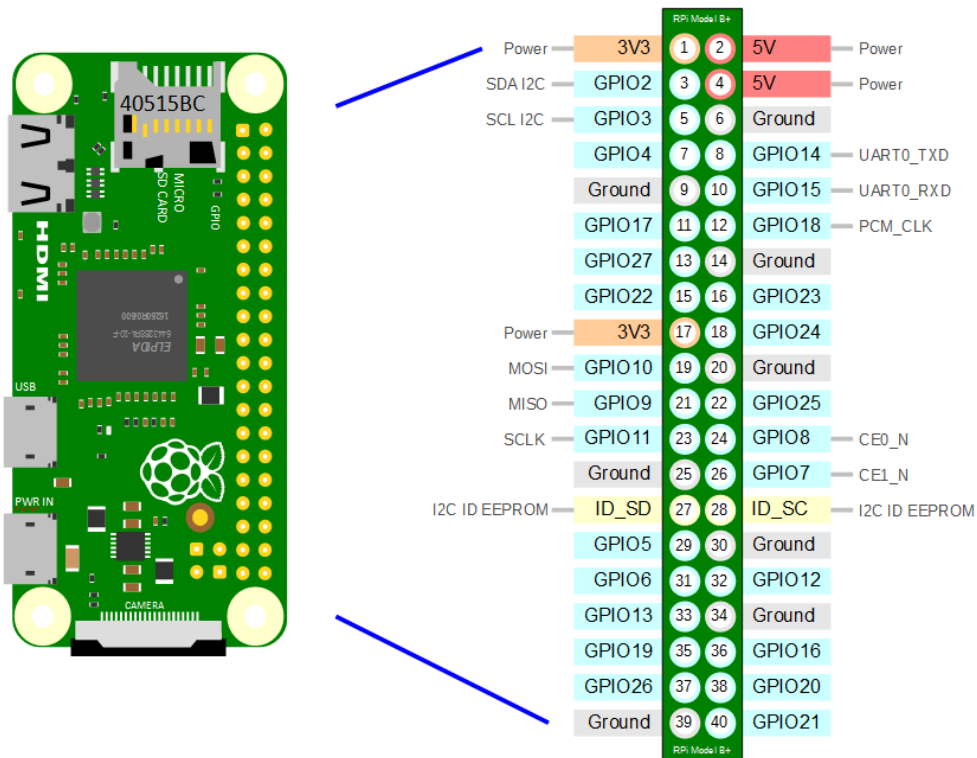 RPi Model B+
Power 3V3 1 2 5V Power
SDA I2C GPIO2 3 4 5V Power
SCL I2C GPIO3 5 6 Ground
GPIO4 7 8 GPIO14 UART0_TXD
Ground 9 10 GPIO15 UART0_RXD
GPIO17 11 12 GPIO18 PCM_CLK
GPIO27 13 14 Ground
GPIO22 15 16 GPIO23
Power 3V3 17 18 GPIO24
MOSI GPIO10 19 20 Ground
MISO GPIO9 21 22 GPIO25
SCLK GPIO11 23 24 GPIO8 CE0_N
Ground 25 26 GPIO7 CE1_N
I2C ID EEPROM ID_SD 27 28 ID_SC I2C ID EEPROM
GPIO5 29 30 Ground
GPIO6 31 32 GPIO12
GPIO13 33 34 Ground
GPIO19 35 36 GPIO16
GPIO26 37 38 GPIO20
Ground 39 40 GPIO21
RPi Model B+
40515BC
MICRO
SD CARD
GPIO
HDMI
ELPIDA
USB
PWR IN
CAMERA